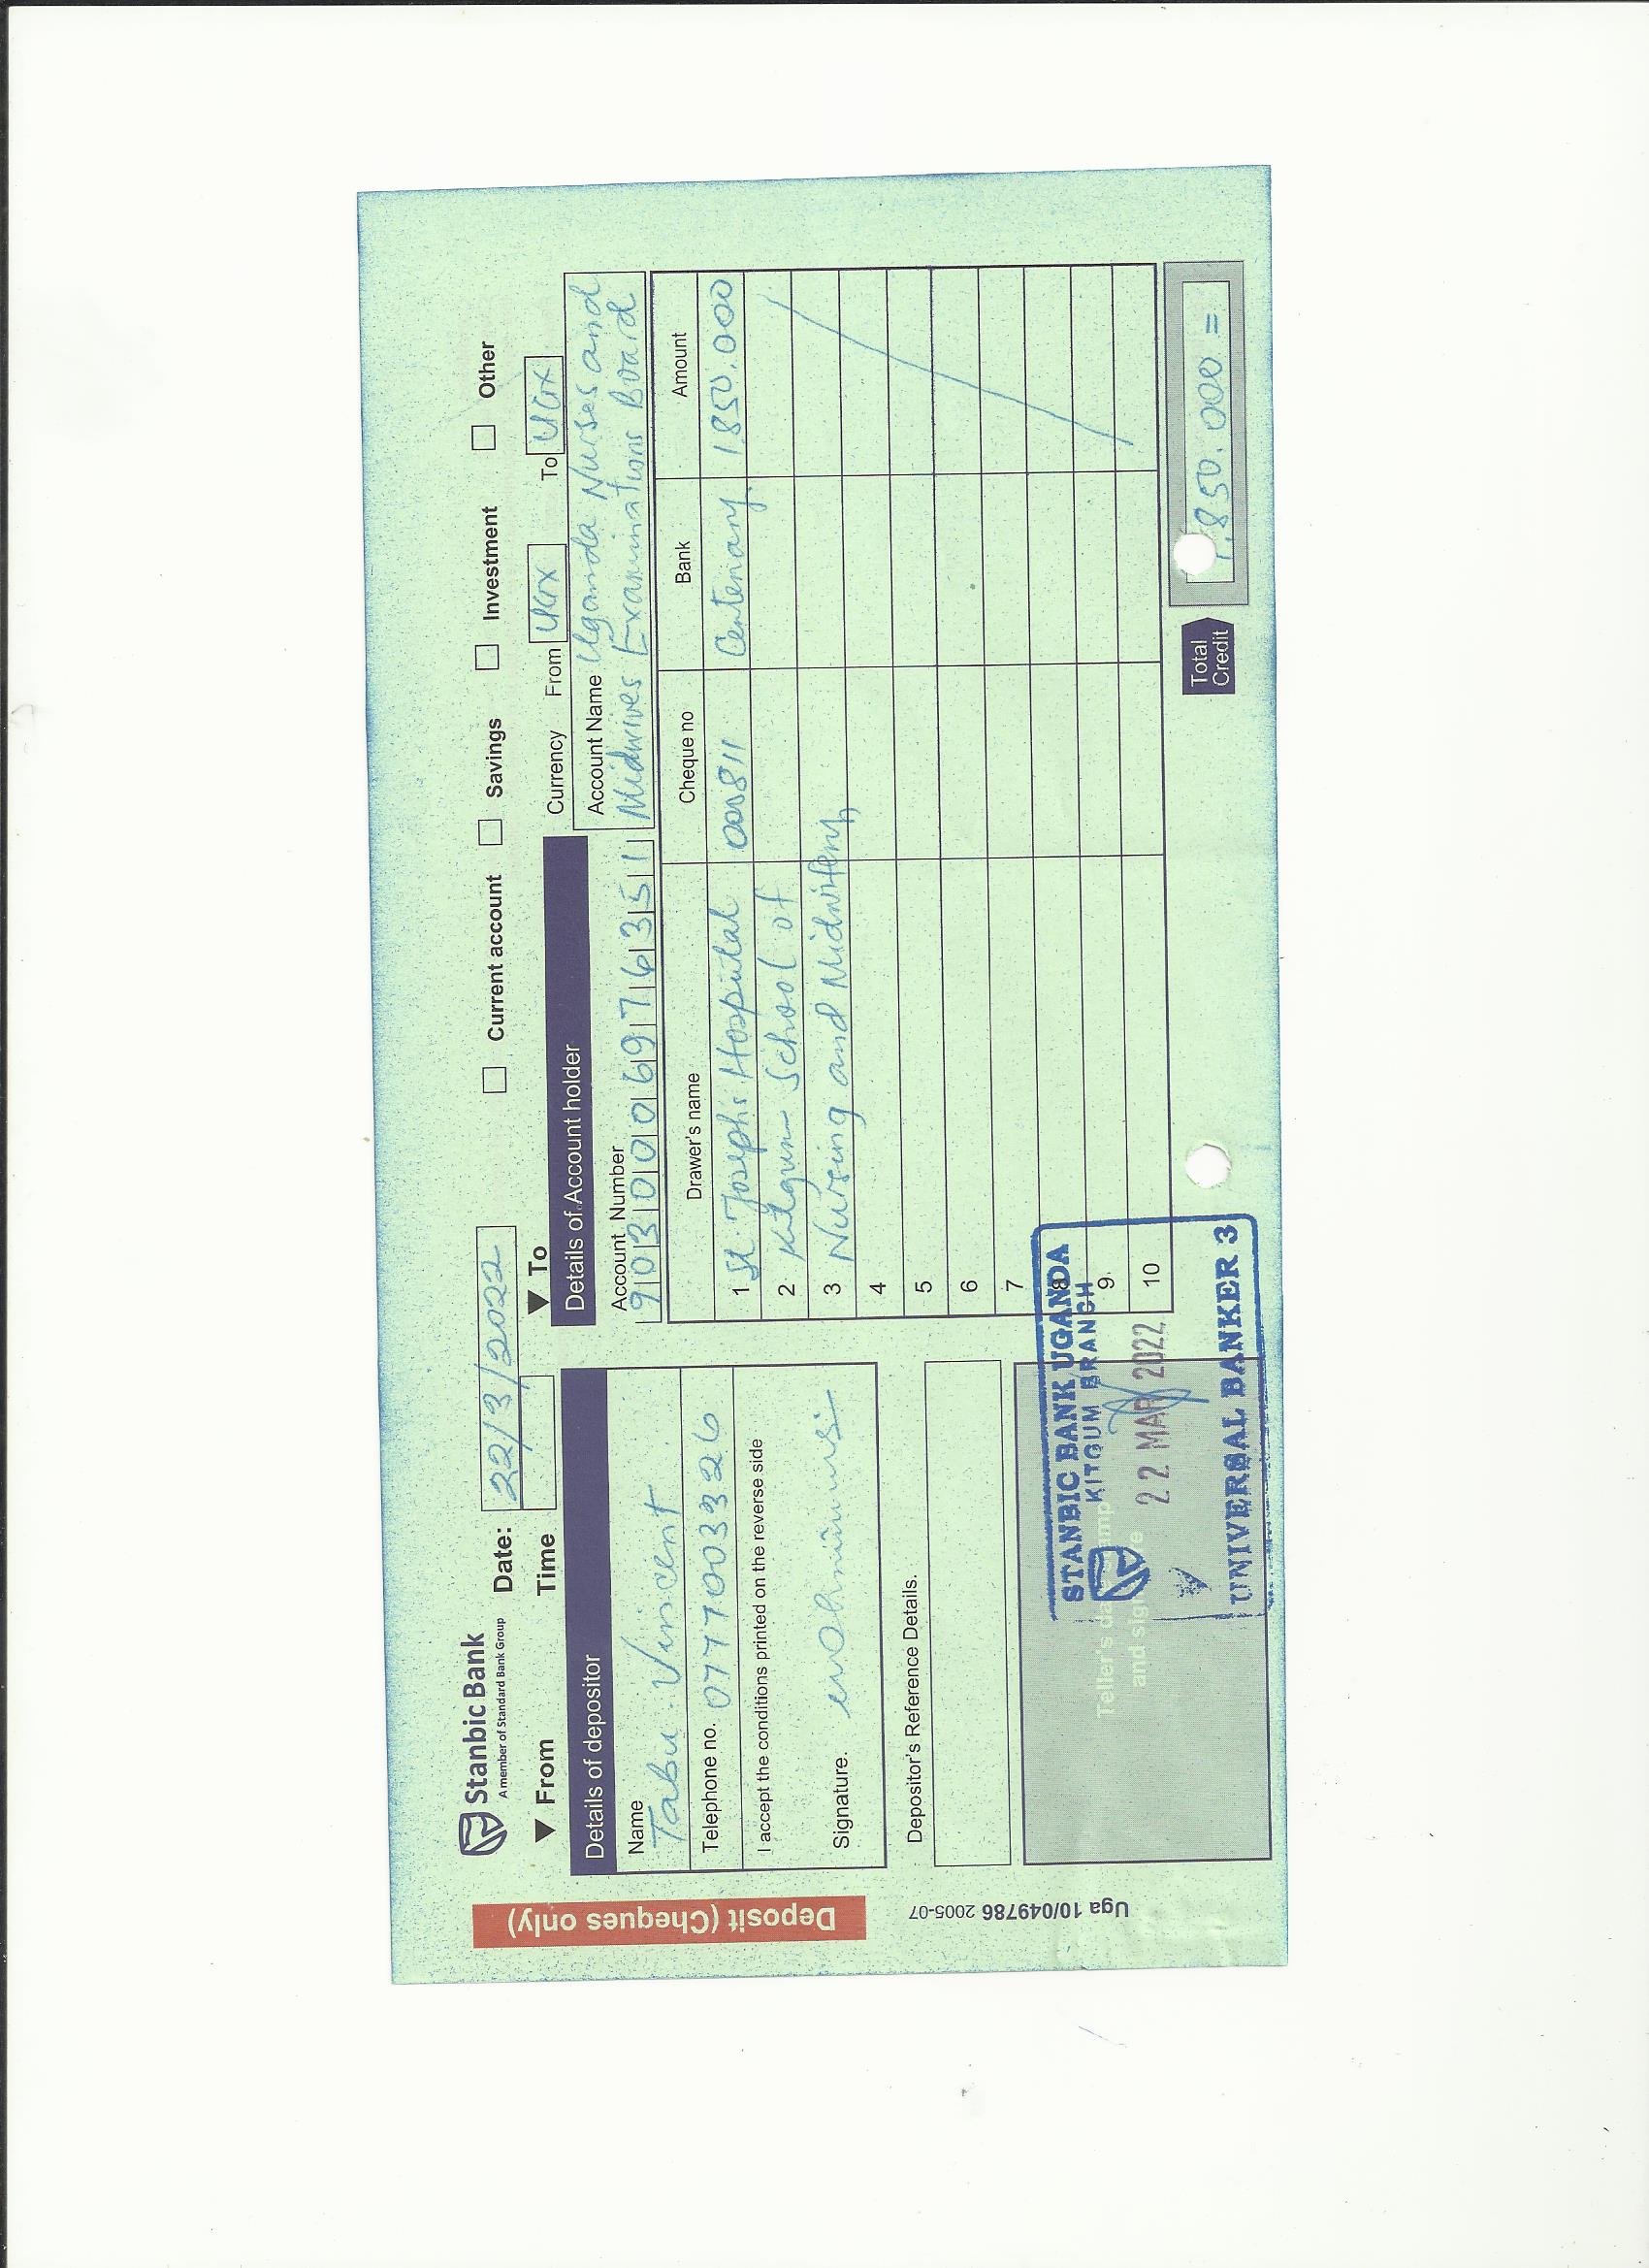 Stanbic Bank
A member of Standard Bank Group
Date: 22/3/2022
Current account Savings Investment Other
From Time
To
Currency From UGX To UGX
Deposit (Cheques only)
Details of depositor
Name
Tabu Vincent
Telephone no. 0777003326
I accept the conditions printed on the reverse side
Signature.
Depositor's Reference Details.
Teller's date stamp
and signature
STANBIC BANK UGANDA
KITGUM BRANCH
22 MAR 2022
UNIVERSAL BANKER 3
Uga 10/049786 2005-07
Details of Account holder
Account Number
9030006976351
Account Name Uganda Nurses and
Midwives Examinations Board
Drawer's name Cheque no Bank Amount
1 St. Joseph's Hospital 000811 Centenary 1850.000
2 Kitgum School of
3 Nursing and Midwifery
4
5
6
7
8
9
10
Total
Credit
1,850.000=